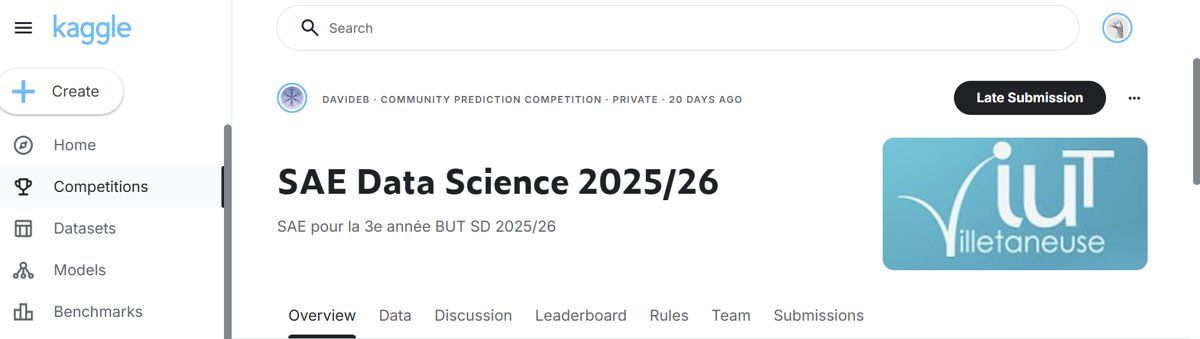 kaggle
Search
Create
DAVIDEB · COMMUNITY PREDICTION COMPETITION · PRIVATE · 20 DAYS AGO
Late Submission
Home
Competitions
Datasets
Models
Benchmarks
SAE Data Science 2025/26
SAE pour la 3e année BUT SD 2025/26
iUT
Villetaneuse
Overview Data Discussion Leaderboard Rules Team Submissions